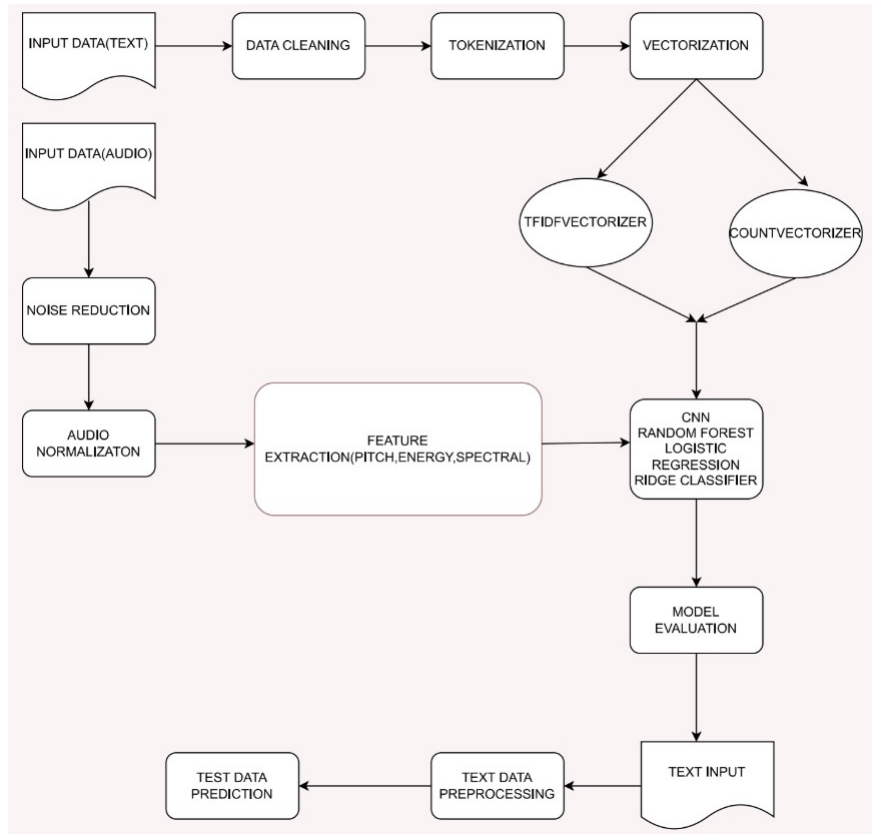 INPUT DATA(TEXT)
DATA CLEANING
TOKENIZATION
VECTORIZATION
INPUT DATA(AUDIO)
TFIDFVECTORIZER
COUNTVECTORIZER
NOISE REDUCTION
AUDIO
NORMALIZATON
FEATURE
EXTRACTION(PITCH,ENERGY,SPECTRAL)
CNN
RANDOM FOREST
LOGISTIC
REGRESSION
RIDGE CLASSIFIER
MODEL
EVALUATION
TEXT INPUT
TEXT DATA
PREPROCESSING
TEST DATA
PREDICTION